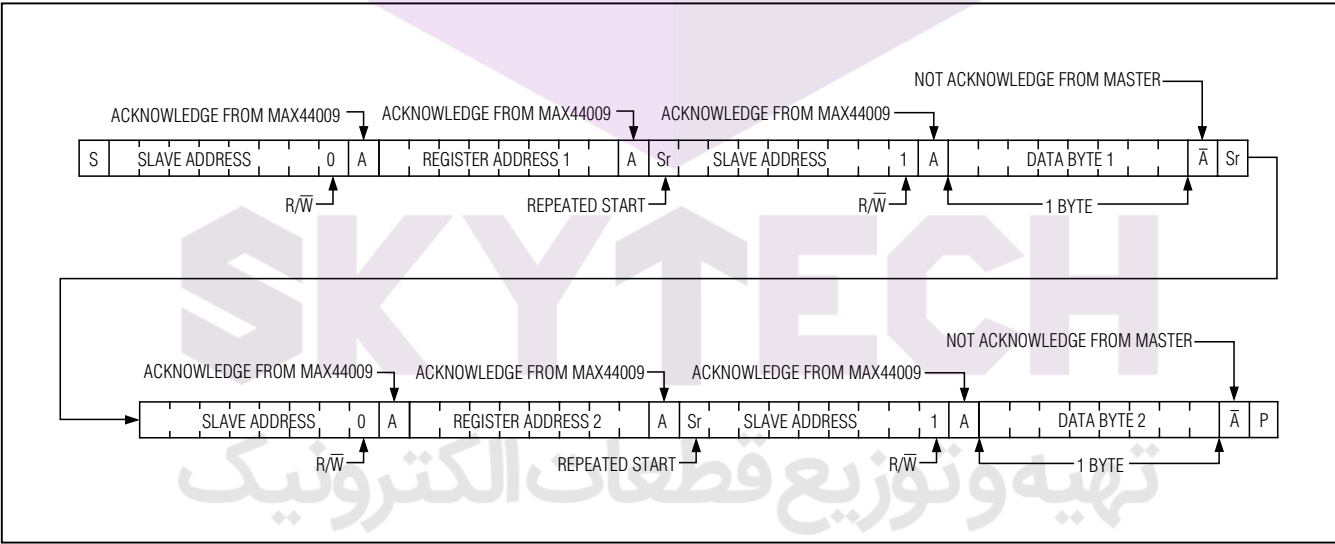 NOT ACKNOWLEDGE FROM MASTER
ACKNOWLEDGE FROM MAX44009 ACKNOWLEDGE FROM MAX44009 ACKNOWLEDGE FROM MAX44009
S SLAVE ADDRESS 0 A REGISTER ADDRESS 1 A Sr SLAVE ADDRESS 1 A DATA BYTE 1 A̅ Sr
R/W̅ REPEATED START R/W̅ 1 BYTE
SKYTECH
NOT ACKNOWLEDGE FROM MASTER
ACKNOWLEDGE FROM MAX44009 ACKNOWLEDGE FROM MAX44009 ACKNOWLEDGE FROM MAX44009
SLAVE ADDRESS 0 A REGISTER ADDRESS 2 A Sr SLAVE ADDRESS 1 A DATA BYTE 2 A̅ P
R/W̅ REPEATED START R/W̅ 1 BYTE
تهیه و توزیع قطعات الکترونیک